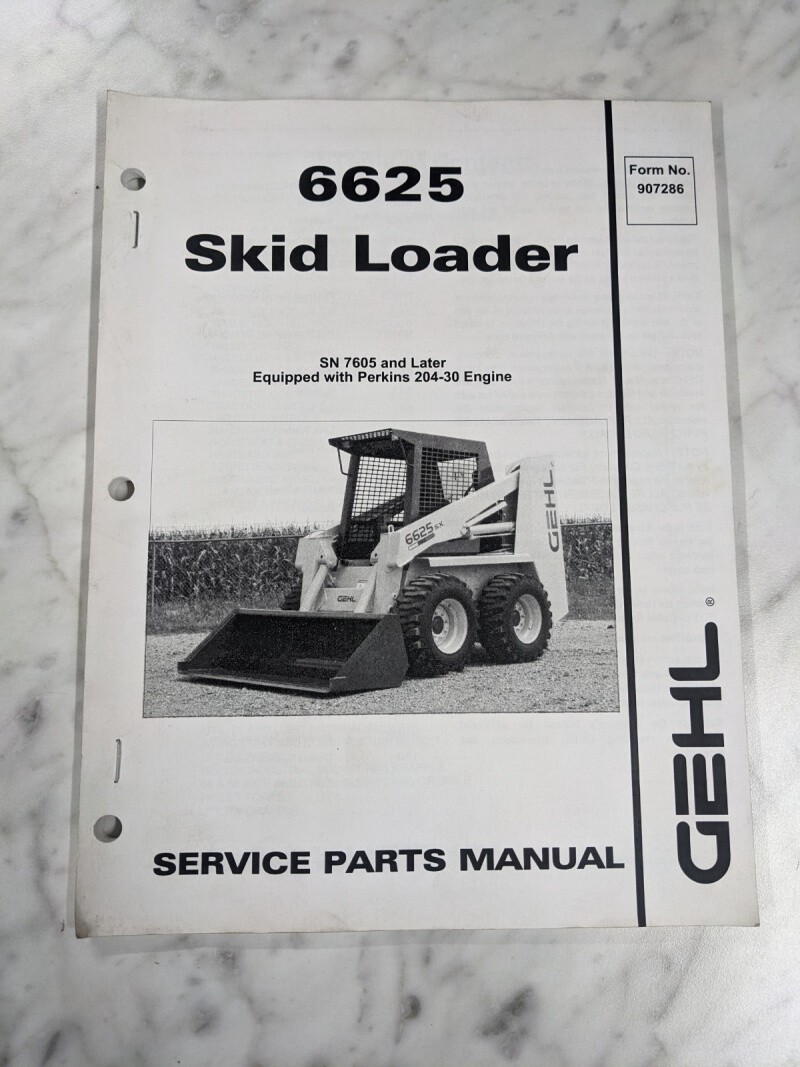 6625
Skid Loader
Form No.
907286
SN 7605 and Later
Equipped with Perkins 204-30 Engine
6625 SX
GEHL
GEHL
GEHL ®
SERVICE PARTS MANUAL